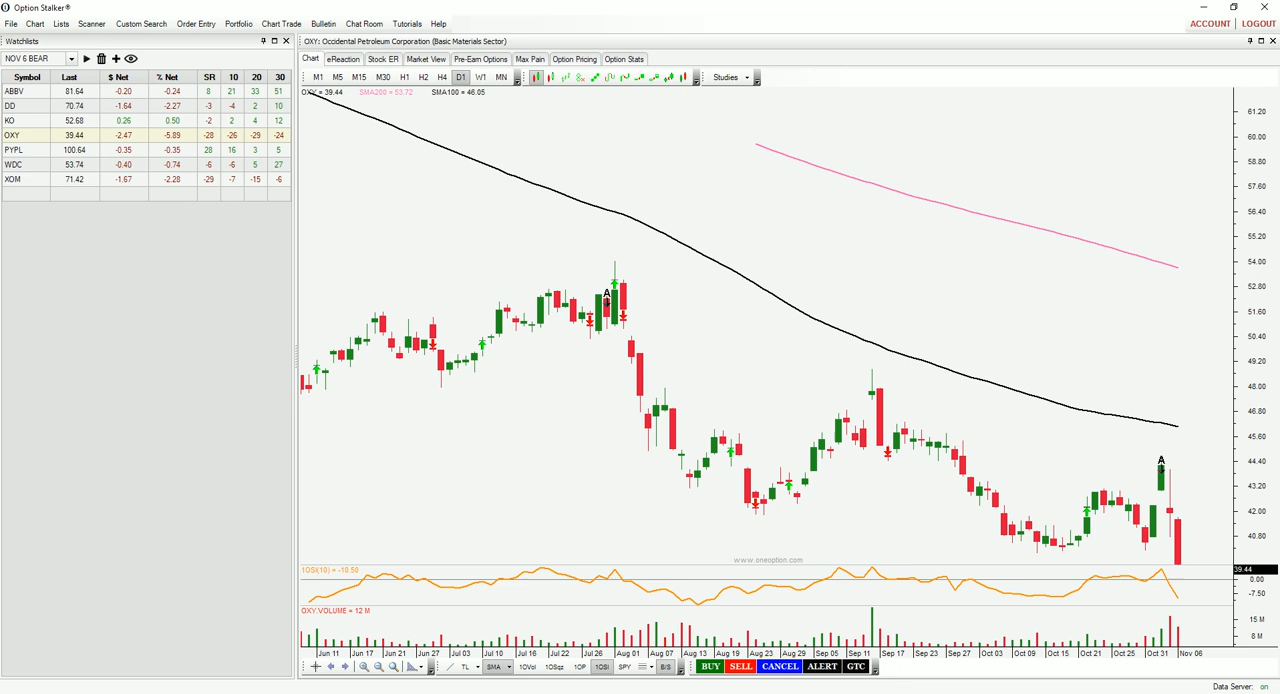 Option Stalker®
File Chart Lists Scanner Custom Search Order Entry Portfolio Chart Trade Bulletin Chat Room Tutorials Help ACCOUNT | LOGOUT
Watchlists
NOV 6 BEAR
Symbol Last $ Net % Net SR 10 20 30
ABBV 81.64 -0.20 -0.24 8 21 33 51
DD 70.74 -1.64 -2.27 -3 -4 2 10
KO 52.68 0.26 0.50 -2 2 4 12
OXY 39.44 -2.47 -5.89 -28 -26 -29 -24
PYPL 100.64 -0.35 -0.35 28 16 3 5
WDC 53.74 -0.40 -0.74 -6 -6 5 27
XOM 71.42 -1.67 -2.28 -29 -7 -15 -6
OXY: Occidental Petroleum Corporation (Basic Materials Sector)
Chart eReaction Stock ER Market View Pre-Earn Options Max Pain Option Pricing Option Stats
M1 M5 M15 M30 H1 H2 H4 D1 W1 MN Studies
OXY = 39.44 SMA200 = 53.72 SMA100 = 46.05
61.20
60.00
58.80
57.60
56.40
55.20
54.00
52.80
51.60
50.40
49.20
48.00
46.80
45.60
44.40
43.20
42.00
40.80
39.44
A
A
www.oneoption.com
1OSI(10) = -10.50
0.00
-7.50
OXY:VOLUME = 12 M
15 M
8 M
Jun 11 Jun 17 Jun 21 Jun 27 Jul 03 Jul 10 Jul 16 Jul 22 Jul 26 Aug 01 Aug 07 Aug 13 Aug 19 Aug 23 Aug 29 Sep 05 Sep 11 Sep 17 Sep 23 Sep 27 Oct 03 Oct 09 Oct 15 Oct 21 Oct 25 Oct 31 Nov 06
TL SMA 1OVol 1OSqz 1OP 1OSI SPY B/S BUY SELL CANCEL ALERT GTC
Data Server: on